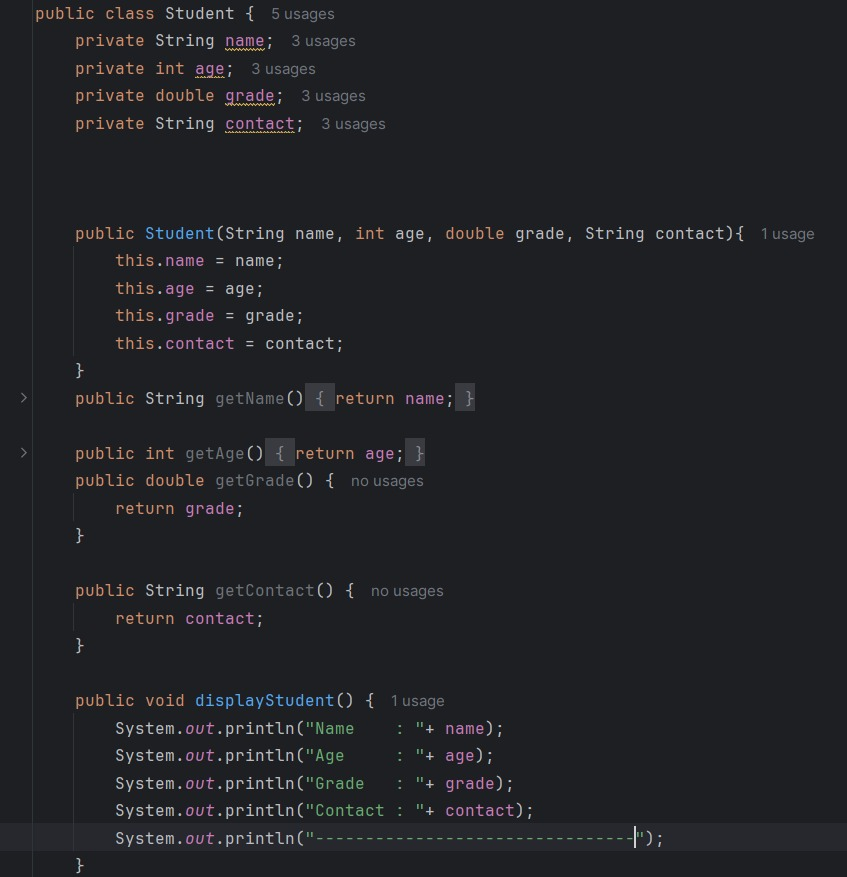 public class Student {  5 usages
    private String name;  3 usages
    private int age;  3 usages
    private double grade;  3 usages
    private String contact;  3 usages
    public Student(String name, int age, double grade, String contact){  1 usage
        this.name = name;
        this.age = age;
        this.grade = grade;
        this.contact = contact;
    }
    public String getName() { return name; }
    public int getAge() { return age; }
    public double getGrade() {  no usages
        return grade;
    }
    public String getContact() {  no usages
        return contact;
    }
    public void displayStudent() {  1 usage
        System.out.println("Name    : "+ name);
        System.out.println("Age     : "+ age);
        System.out.println("Grade   : "+ grade);
        System.out.println("Contact : "+ contact);
        System.out.println("--------------------------------");
    }